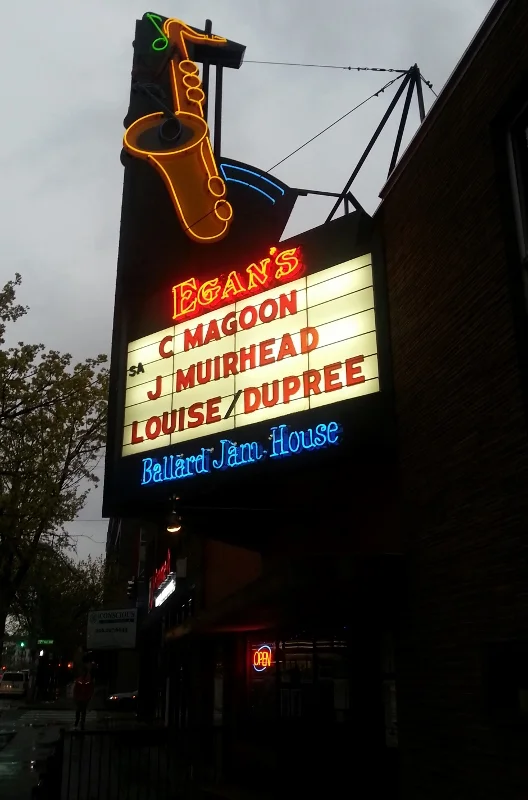 EGAN'S
SA C MAGOON
J MUIRHEAD
LOUISE/DUPREE
Ballard Jam House
OPEN